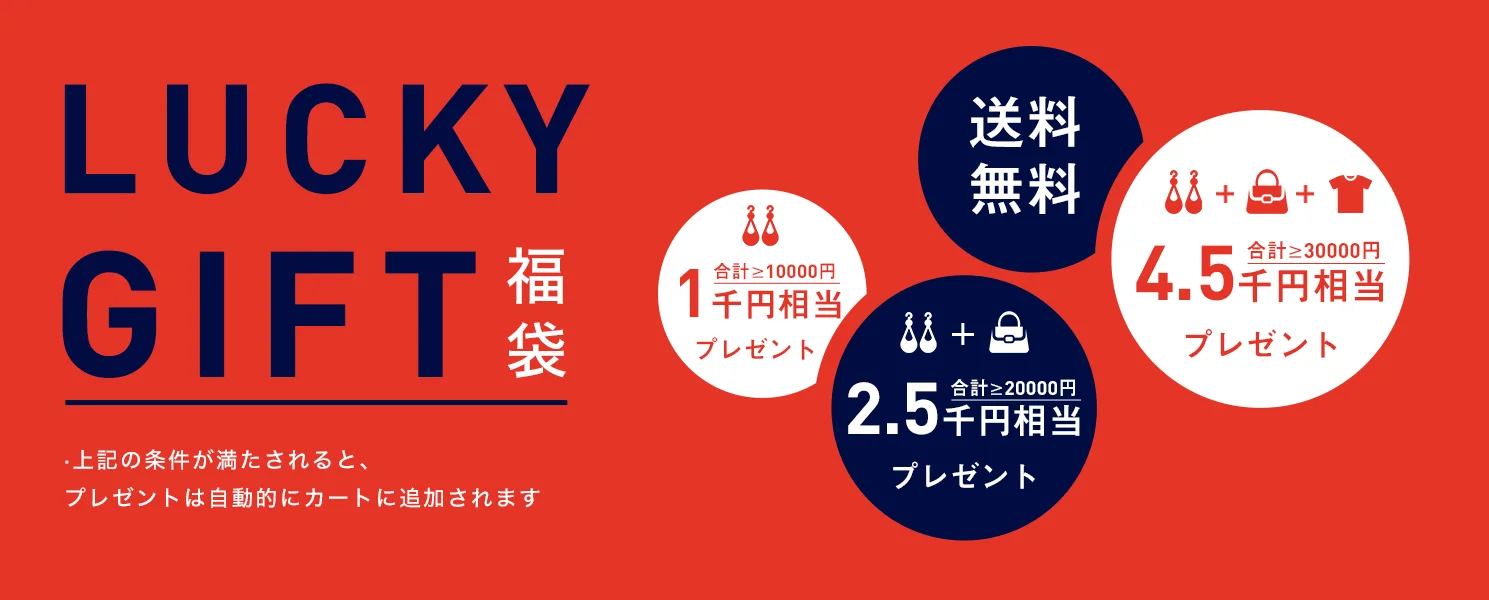 LUCKY
GIFT
福
袋
·上記の条件が満たされると、
プレゼントは自動的にカートに追加されます
合計≥10000円
1千円相当
プレゼント
送料
無料
+
合計≥20000円
2.5千円相当
プレゼント
+ +
合計≥30000円
4.5千円相当
プレゼント